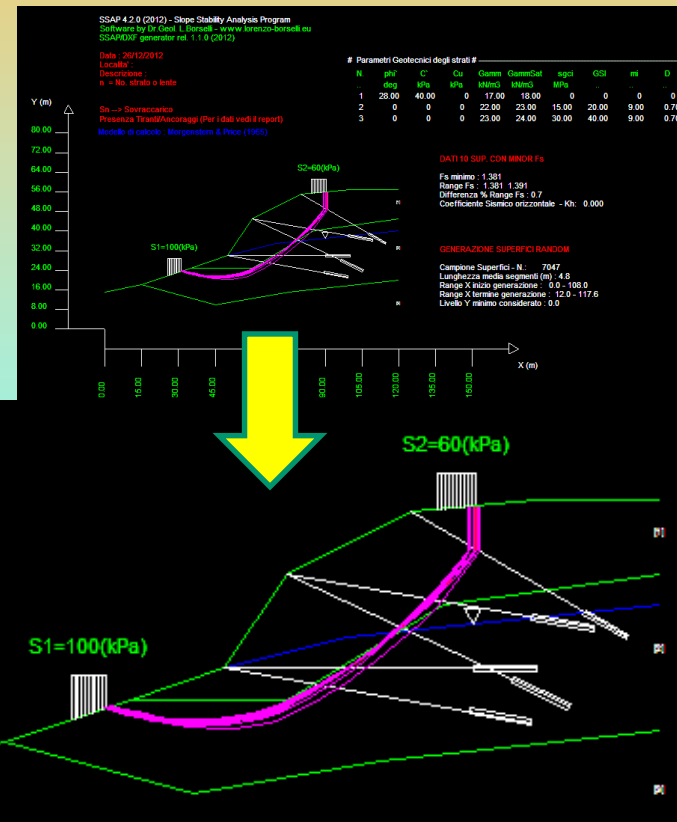 SSAP 4.2.0 (2012) - Slope Stability Analysis Program
Software by Dr.Geol. L.Borselli - www.lorenzo-borselli.eu
SSAP/DXF generator rel. 1.1.0 (2012)
Data : 26/12/2012
Localita' :
Descrizione :
n = No. strato o lente
Sn --> Sovraccarico
Presenza Tiranti/Ancoraggi (Per i dati vedi il report)
Modello di calcolo : Morgenstern & Price (1965)
# Parametri Geotecnici degli strati #
N phi' C' Cu Gamm GammSat sgci GSI mi D
.. deg kPa kPa kN/m3 kN/m3 MPa .. .. ..
1 28.00 40.00 0 17.00 18.00 0 0 0 0
2 0 0 0 22.00 23.00 15.00 20.00 9.00 0.70
3 0 0 0 23.00 24.00 30.00 40.00 9.00 0.70
DATI 10 SUP. CON MINOR Fs
Fs minimo : 1.381
Range Fs : 1.381 1.391
Differenza % Range Fs : 0.7
Coefficiente Sismico orizzontale - Kh: 0.000
GENERAZIONE SUPERFICI RANDOM
Campione Superfici - N.: 7047
Lunghezza media segmenti (m) : 4.8
Range X inizio generazione : 0.0 - 108.0
Range X termine generazione : 12.0 - 117.6
Livello Y minimo considerato : 0.0
Y (m)
80.00
72.00
64.00
56.00
48.00
40.00
32.00
24.00
16.00
8.00
0.00
S2=60(kPa)
S1=100(kPa)
X (m)
0.00
15.00
30.00
45.00
90.00
105.00
120.00
135.00
150.00
S2=60(kPa)
S1=100(kPa)